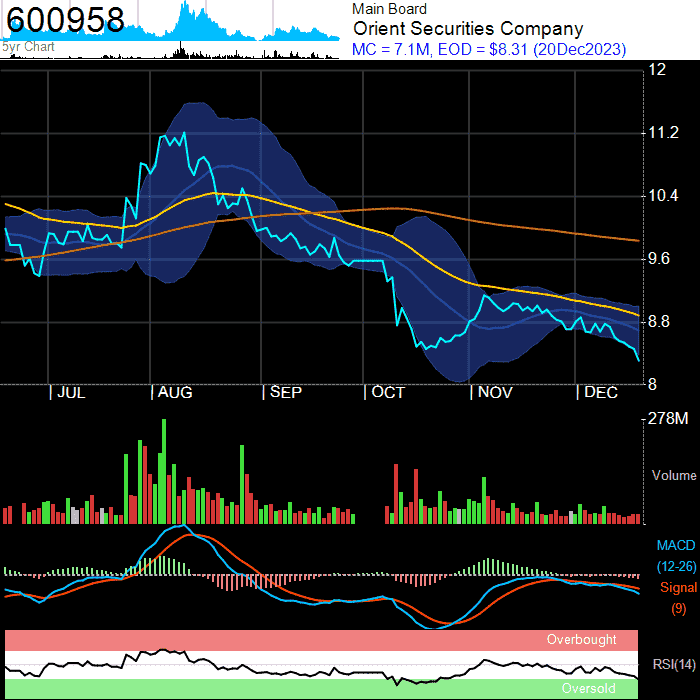 600958
5yr Chart
Main Board
Orient Securities Company
MC = 7.1M, EOD = $8.31 (20Dec2023)
12
11.2
10.4
9.6
8.8
8
| JUL | AUG | SEP | OCT | NOV | DEC
278M
Volume
MACD
(12-26)
Signal
(9)
Overbought
RSI(14)
Oversold